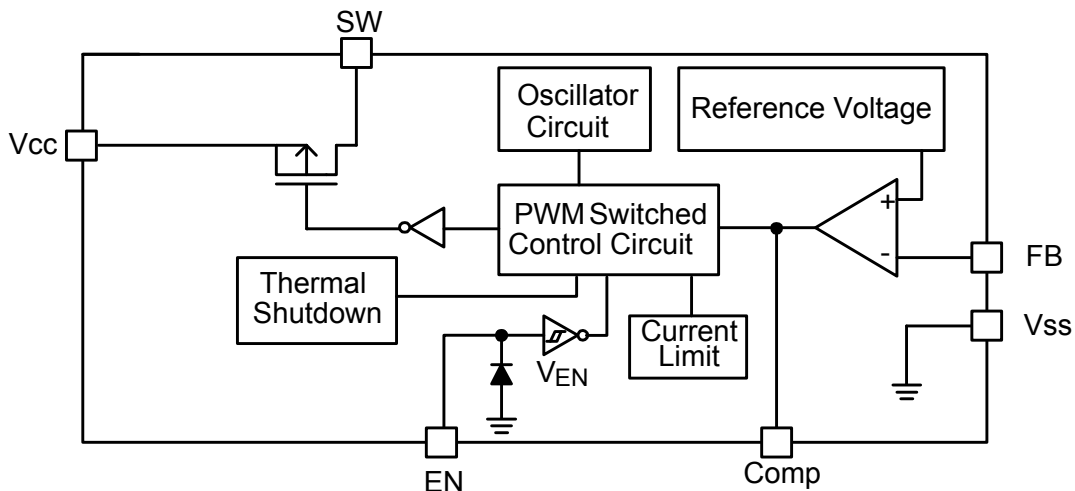 SW
Vcc
Oscillator
Circuit
Reference Voltage
PWM Switched
Control Circuit
+
-
FB
Thermal
Shutdown
Current
Limit
Vss
VEN
EN
Comp